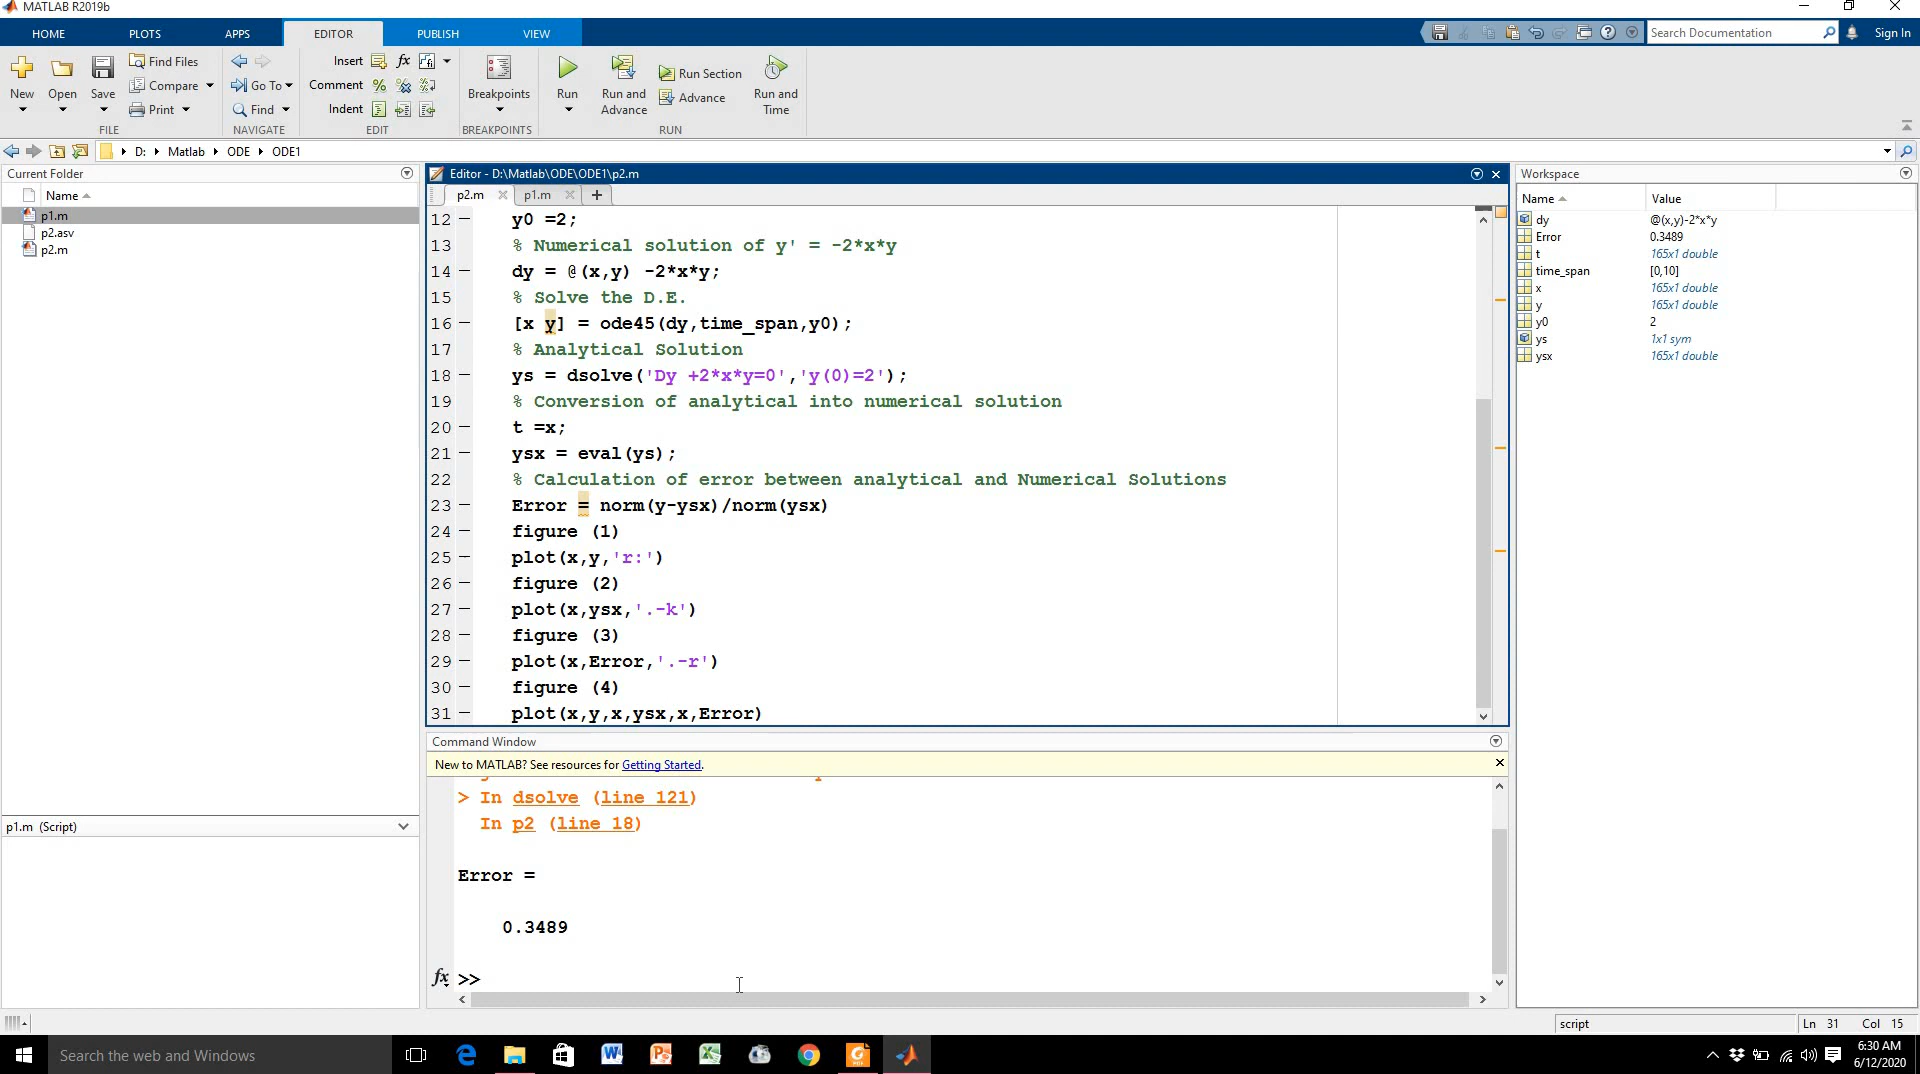 MATLAB R2019b
HOME PLOTS APPS EDITOR PUBLISH VIEW
Search Documentation
Sign In
New Open Save
Find Files
Compare
Print
FILE
Go To
Find
NAVIGATE
Insert
Comment
Indent
EDIT
Breakpoints
BREAKPOINTS
Run
Run and Advance
Run Section
Advance
Run and Time
RUN
D: Matlab ODE ODE1
Current Folder
Name
p1.m
p2.asv
p2.m
p1.m (Script)
Editor - D:\Matlab\ODE\ODE1\p2.m
p2.m p1.m
12 y0 =2;
13 % Numerical solution of y' = -2*x*y
14 dy = @(x,y) -2*x*y;
15 % Solve the D.E.
16 [x y] = ode45(dy,time_span,y0);
17 % Analytical Solution
18 ys = dsolve('Dy +2*x*y=0','y(0)=2');
19 % Conversion of analytical into numerical solution
20 t =x;
21 ysx = eval(ys);
22 % Calculation of error between analytical and Numerical Solutions
23 Error = norm(y-ysx)/norm(ysx)
24 figure (1)
25 plot(x,y,'r:')
26 figure (2)
27 plot(x,ysx,'.-k')
28 figure (3)
29 plot(x,Error,'.-r')
30 figure (4)
31 plot(x,y,x,ysx,x,Error)
Command Window
New to MATLAB? See resources for Getting Started.
> In dsolve (line 121)
In p2 (line 18)
Error =
0.3489
fx >>
Workspace
Name Value
dy @(x,y)-2*x*y
Error 0.3489
t 165x1 double
time_span [0,10]
x 165x1 double
y 165x1 double
y0 2
ys 1x1 sym
ysx 165x1 double
script Ln 31 Col 15
Search the web and Windows
6:30 AM
6/12/2020